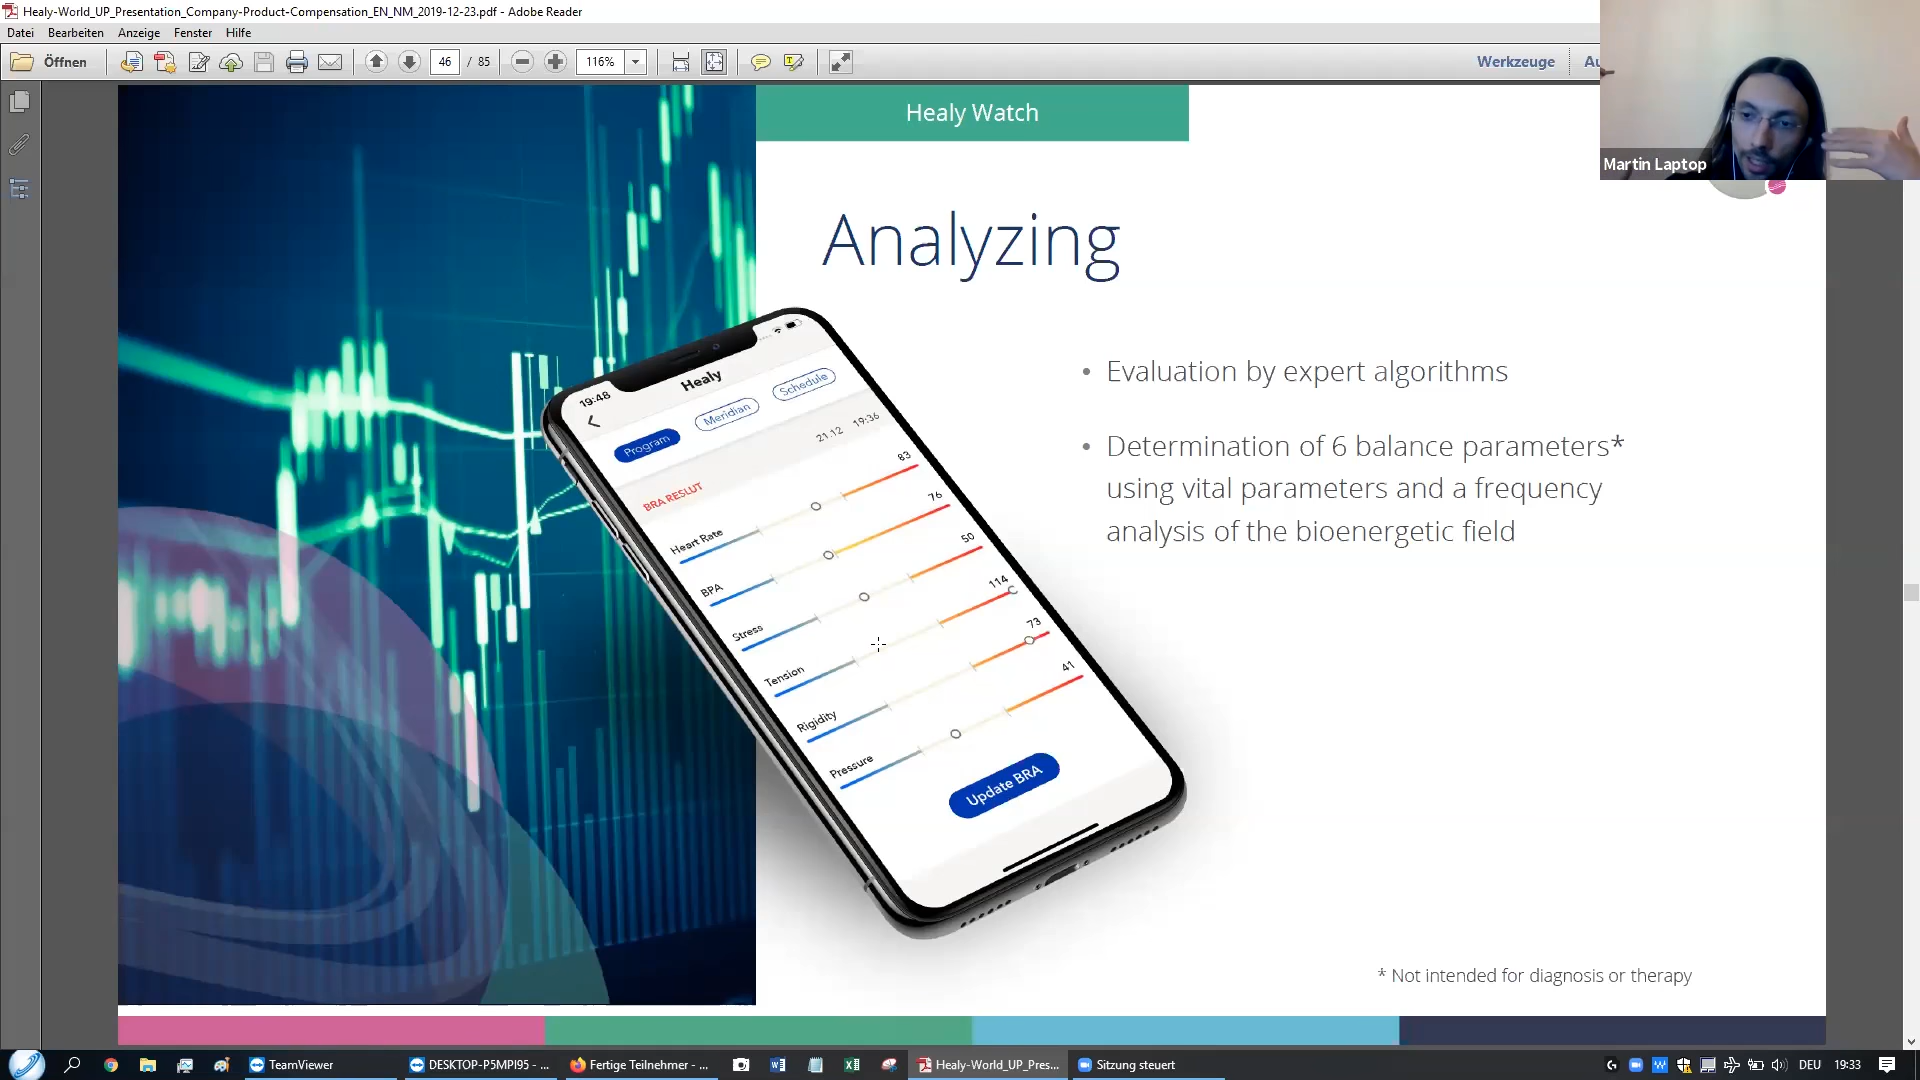 Healy-World_UP_Presentation_Company-Product-Compensation_EN_NM_2019-12-23.pdf - Adobe Reader
Datei Bearbeiten Anzeige Fenster Hilfe
Öffnen 46 / 85 116% Werkzeuge
Martin Laptop
Healy Watch
Analyzing
• Evaluation by expert algorithms
• Determination of 6 balance parameters*
using vital parameters and a frequency
analysis of the bioenergetic field
19:48
Healy
Program Meridian Schedule
21.12 19:36
BRA RESLUT
Heart Rate 83
BPA 76
Stress 50
Tension 114
Rigidity 73
Pressure 41
Update BRA
* Not intended for diagnosis or therapy
TeamViewer DESKTOP-P5MPI95 - ... Fertige Teilnehmer - ... Healy-World_UP_Pres... Sitzung steuert DEU 19:33